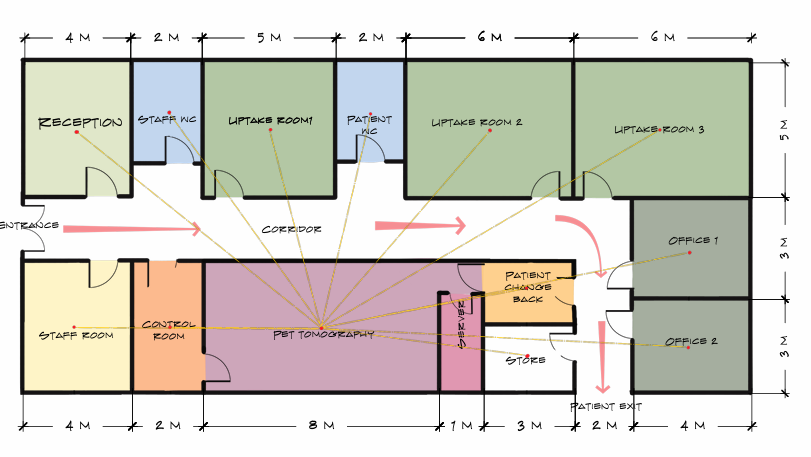 4 M 2 M 5 M 2 M 6 M 6 M
RECEPTION
STAFF WC
UPTAKE ROOM1
PATIENT
WC
UPTAKE ROOM 2
UPTAKE ROOM 3
5 M
ENTRANCE
CORRIDOR
OFFICE 1
3 M
STAFF ROOM
CONTROL
ROOM
PET TOMOGRAPHY
SERVER
PATIENT
CHANGE
BACK
STORE
OFFICE 2
3 M
PATIENT EXIT
4 M 2 M 8 M 1 M 3 M 2 M 4 M